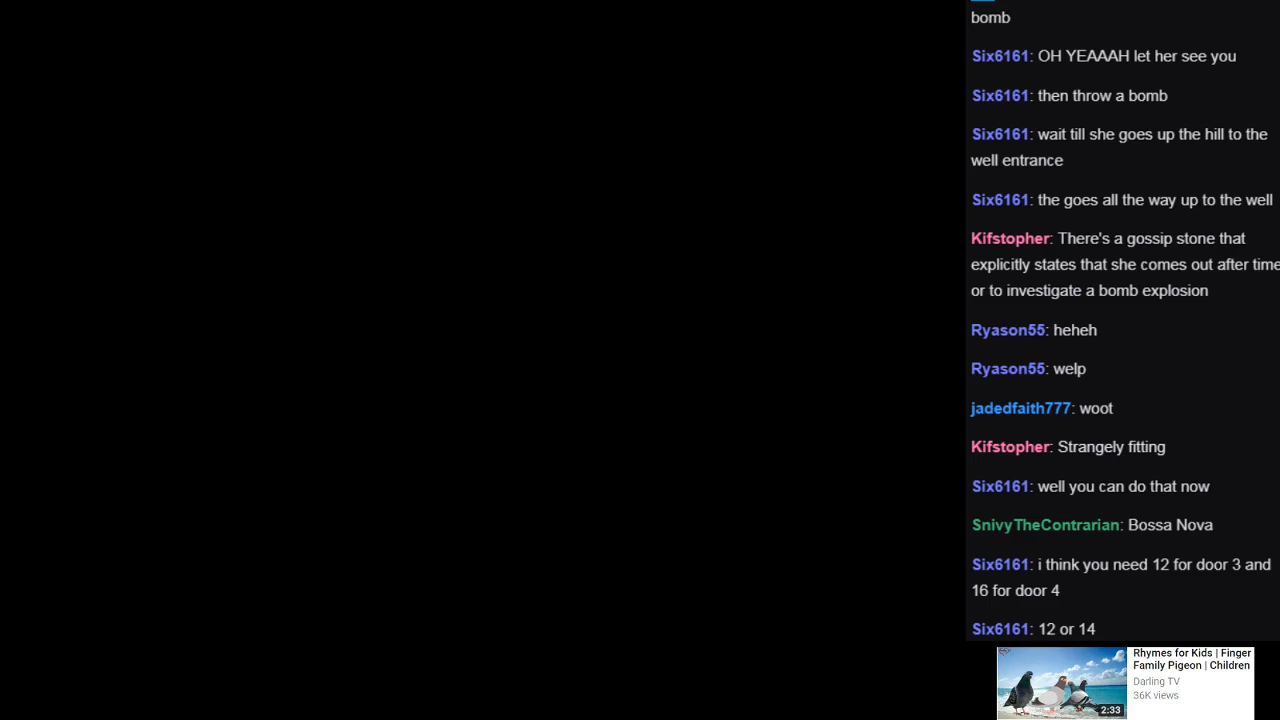 bomb
Six6161: OH YEAAAH let her see you
Six6161: then throw a bomb
Six6161: wait till she goes up the hill to the
well entrance
Six6161: the goes all the way up to the well
Kifstopher: There's a gossip stone that
explicitly states that she comes out after time
or to investigate a bomb explosion
Ryason55: heheh
Ryason55: welp
jadedfaith777: woot
Kifstopher: Strangely fitting
Six6161: well you can do that now
SnivyTheContrarian: Bossa Nova
Six6161: i think you need 12 for door 3 and
16 for door 4
Six6161: 12 or 14
Rhymes for Kids | Finger
Family Pigeon | Children
Darling TV
36K views
2:33